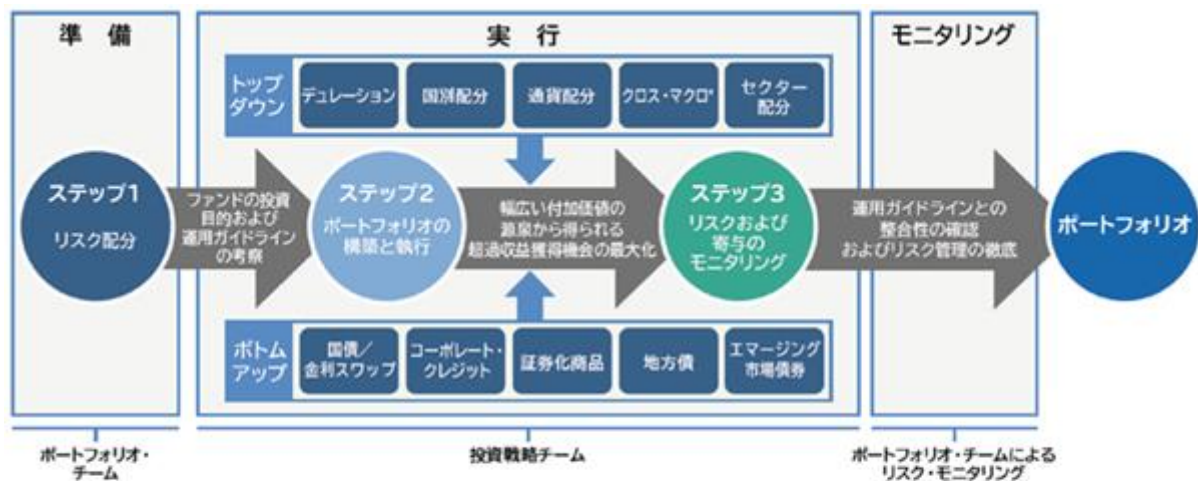 準 備
実 行
モニタリング
トップ
ダウン
デュレーション
国別配分
通貨配分
クロス・マクロ*
セクター
配分
ステップ1
リスク配分
ファンドの投資
目的および
運用ガイドライン
の考察
ステップ2
ポートフォリオの
構築と執行
幅広い付加価値の
源泉から得られる
超過収益獲得機会の最大化
ステップ3
リスクおよび
寄与の
モニタリング
運用ガイドラインとの
整合性の確認
およびリスク管理の徹底
ポートフォリオ
ボトム
アップ
国債/
金利スワップ
コーポレート・
クレジット
証券化商品
地方債
エマージング
市場債券
ポートフォリオ・
チーム
投資戦略チーム
ポートフォリオ・チームによる
リスク・モニタリング